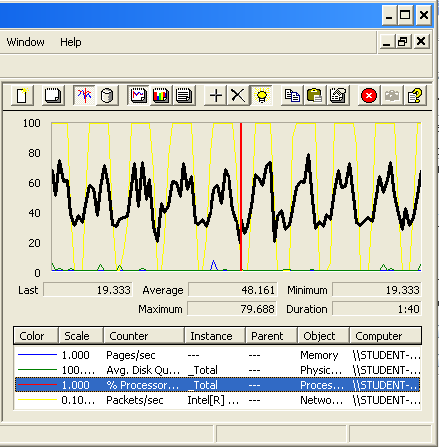 Window Help
100
80
60
40
20
0
Last 19.333 Average 48.161 Minimum 19.333
Maximum 79.688 Duration 1:40
Color Scale Counter Instance Parent Object Computer
1.000 Pages/sec --- --- Memory \\STUDENT-...
100.... Avg. Disk Qu... _Total --- Physic... \\STUDENT-...
1.000 % Processor... _Total --- Proces... \\STUDENT-...
0.10... Packets/sec Intel[R] ... --- Netwo... \\STUDENT-...